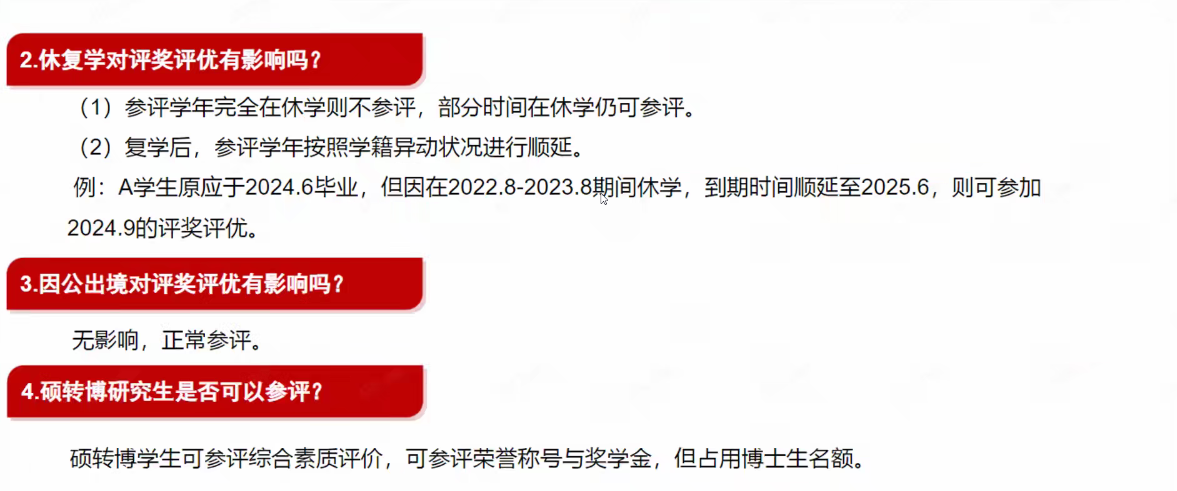 2.休复学对评奖评优有影响吗？
（1）参评学年完全在休学则不参评，部分时间在休学仍可参评。
（2）复学后，参评学年按照学籍异动状况进行顺延。
例：A学生原应于2024.6毕业，但因在2022.8-2023.8期间休学，到期时间顺延至2025.6，则可参加
2024.9的评奖评优。
3.因公出境对评奖评优有影响吗？
无影响，正常参评。
4.硕转博研究生是否可以参评？
硕转博学生可参评综合素质评价，可参评荣誉称号与奖学金，但占用博士生名额。